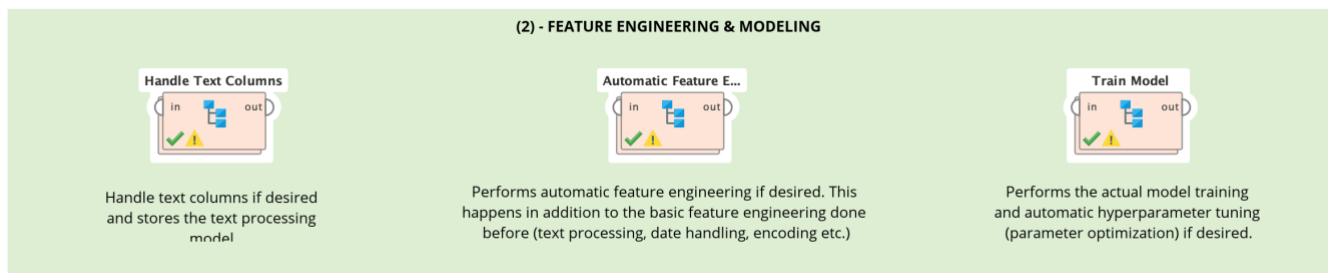 (2) - FEATURE ENGINEERING & MODELING
Handle Text Columns
in
out
Handle text columns if desired
and stores the text processing
model
Automatic Feature E...
in
out
Performs automatic feature engineering if desired. This
happens in addition to the basic feature engineering done
before (text processing, date handling, encoding etc.)
Train Model
in
out
Performs the actual model training
and automatic hyperparameter tuning
(parameter optimization) if desired.